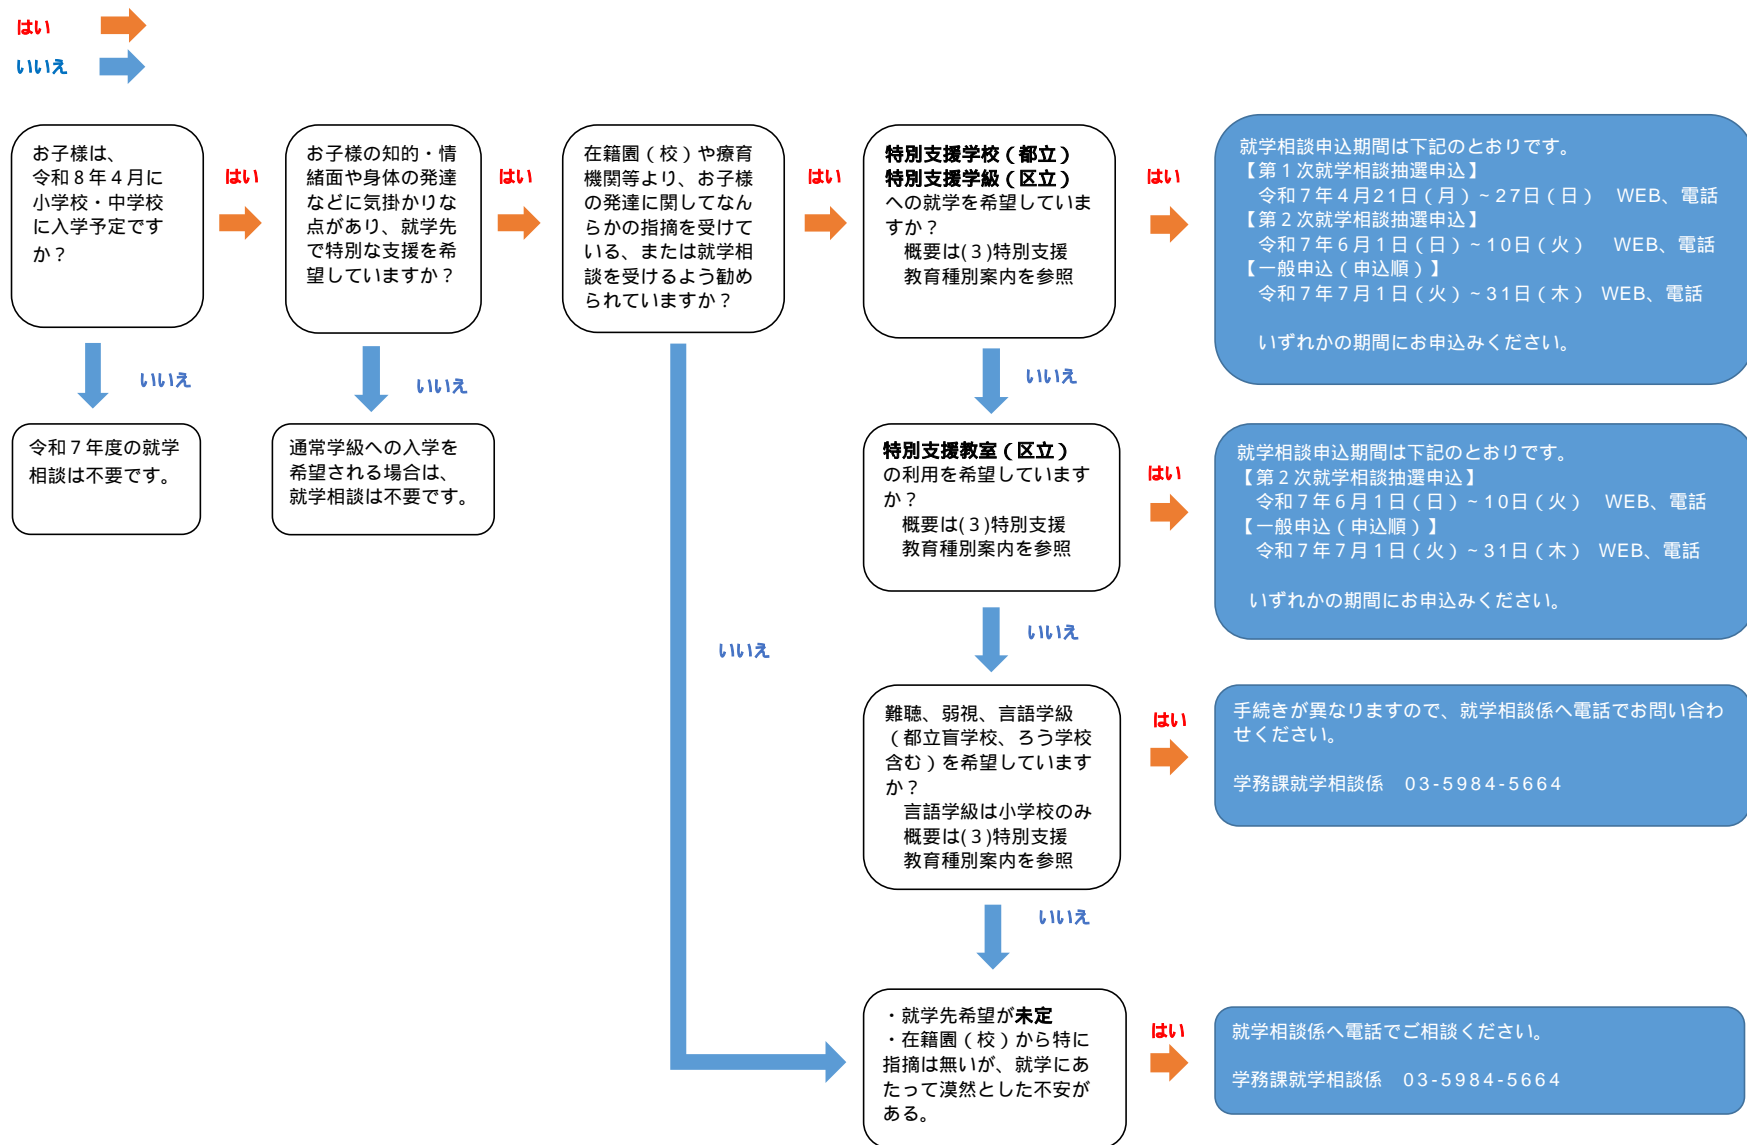 はい
いいえ
お子様は、
令和８年４月に
小学校・中学校
に入学予定です
か？
はい
お子様の知的・情
緒面や身体の発達
などに気掛かりな
点があり、就学先
で特別な支援を希
望していますか？
はい
在籍園（校）や療育
機関等より、お子様
の発達に関してなん
らかの指摘を受けて
いる、または就学相
談を受けるよう勧め
られていますか？
はい
特別支援学校（都立）
特別支援学級（区立）
への就学を希望していま
すか？
概要は(３)特別支援
教育種別案内を参照
はい
就学相談申込期間は下記のとおりです。
【第１次就学相談抽選申込】
令和７年４月21日（月）~27日（日）　WEB、電話
【第２次就学相談抽選申込】
令和７年６月１日（日）~10日（火）　WEB、電話
【一般申込（申込順）】
令和７年７月１日（火）~31日（木）　WEB、電話
いずれかの期間にお申込みください。
いいえ
いいえ
いいえ
令和７年度の就学
相談は不要です。
通常学級への入学を
希望される場合は、
就学相談は不要です。
特別支援教室（区立）
の利用を希望しています
か？
概要は(３)特別支援
教育種別案内を参照
はい
就学相談申込期間は下記のとおりです。
【第２次就学相談抽選申込】
令和７年６月１日（日）~10日（火）　WEB、電話
【一般申込（申込順）】
令和７年７月１日（火）~31日（木）　WEB、電話
いずれかの期間にお申込みください。
いいえ
いいえ
難聴、弱視、言語学級
（都立盲学校、ろう学校
含む）を希望しています
か？
言語学級は小学校のみ
概要は(３)特別支援
教育種別案内を参照
はい
手続きが異なりますので、就学相談係へ電話でお問い合わ
せください。
学務課就学相談係　03-5984-5664
いいえ
・就学先希望が未定
・在籍園（校）から特に
指摘は無いが、就学にあ
たって漠然とした不安が
ある。
はい
就学相談係へ電話でご相談ください。
学務課就学相談係　03-5984-5664